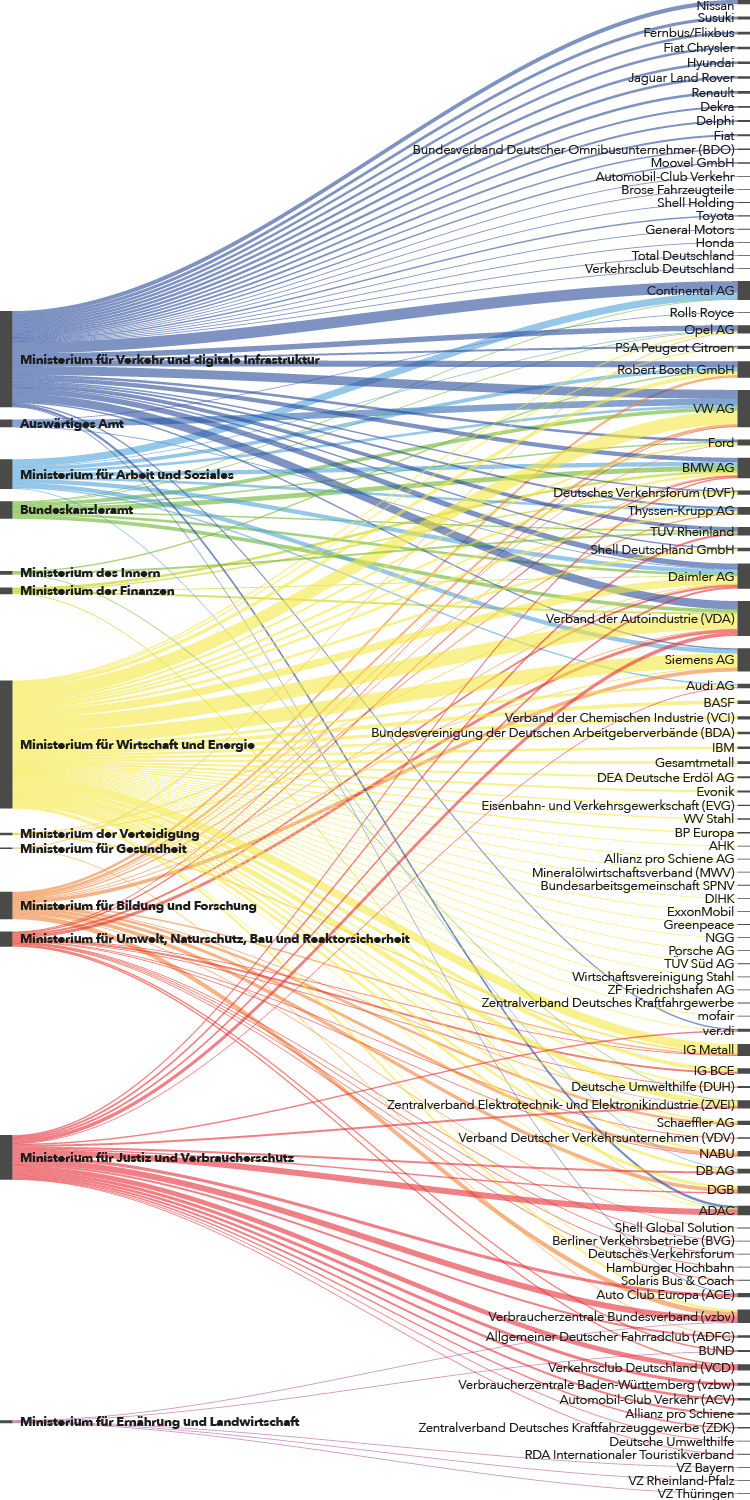 Nissan
Susuki
Fernbus/Flixbus
Fiat Chrysler
Hyundai
Jaguar Land Rover
Renault
Dekra
Delphi
Fiat
Bundesverband Deutscher Omnibusunternehmer (BDO)
Moovel GmbH
Automobil-Club Verkehr
Brose Fahrzeugteile
Shell Holding
Toyota
General Motors
Honda
Total Deutschland
Verkehrsclub Deutschland
Continental AG
Rolls Royce
Opel AG
PSA Peugeot Citroen
Ministerium für Verkehr und digitale Infrastruktur
Robert Bosch GmbH
VW AG
Auswärtiges Amt
Ford
BMW AG
Ministerium für Arbeit und Soziales
Deutsches Verkehrsforum (DVF)
Bundeskanzleramt
Thyssen-Krupp AG
TÜV Rheinland
Shell Deutschland GmbH
Ministerium des Innern
Daimler AG
Ministerium der Finanzen
Verband der Autoindustrie (VDA)
Siemens AG
Audi AG
BASF
Verband der Chemischen Industrie (VCI)
Bundesvereinigung der Deutschen Arbeitgeberverbände (BDA)
Ministerium für Wirtschaft und Energie
IBM
Gesamtmetall
DEA Deutsche Erdöl AG
Evonik
Eisenbahn- und Verkehrsgewerkschaft (EVG)
WV Stahl
Ministerium der Verteidigung
BP Europa
Ministerium für Gesundheit
AHK
Allianz pro Schiene AG
Mineralölwirtschaftsverband (MWV)
Bundesarbeitsgemeinschaft SPNV
DIHK
Ministerium für Bildung und Forschung
ExxonMobil
Greenpeace
Ministerium für Umwelt, Naturschutz, Bau und Reaktorsicherheit
NGG
Porsche AG
TÜV Süd AG
Wirtschaftsvereinigung Stahl
ZF Friedrichshafen AG
Zentralverband Deutsches Kraftfahrgewerbe
mofair
ver.di
IG Metall
IG BCE
Deutsche Umwelthilfe (DUH)
Zentralverband Elektrotechnik- und Elektronikindustrie (ZVEI)
Schaeffler AG
Verband Deutscher Verkehrsunternehmen (VDV)
NABU
Ministerium für Justiz und Verbraucherschutz
DB AG
DGB
ADAC
Shell Global Solution
Berliner Verkehrsbetriebe (BVG)
Deutsches Verkehrsforum
Hamburger Hochbahn
Solaris Bus & Coach
Auto Club Europa (ACE)
Verbraucherzentrale Bundesverband (vzbv)
Allgemeiner Deutscher Fahrradclub (ADFC)
BUND
Verkehrsclub Deutschland (VCD)
Verbraucherzentrale Baden-Württemberg (vzbw)
Automobil-Club Verkehr (ACV)
Allianz pro Schiene
Ministerium für Ernährung und Landwirtschaft
Zentralverband Deutsches Kraftfahrzeuggewerbe (ZDK)
Deutsche Umwelthilfe
RDA Internationaler Touristikverband
VZ Bayern
VZ Rheinland-Pfalz
VZ Thüringen